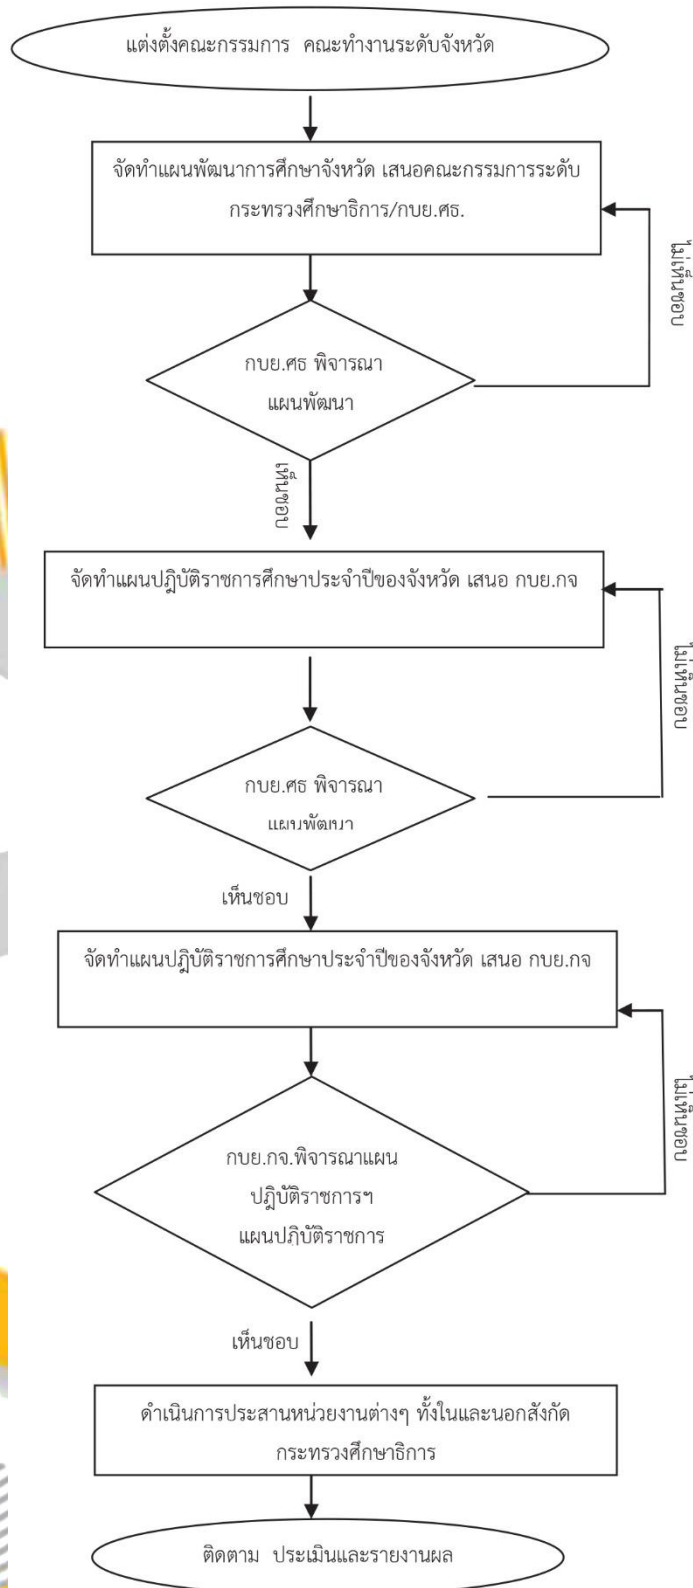 แต่งตั้งคณะกรรมการ คณะทำงานระดับจังหวัด
จัดทำแผนพัฒนาการศึกษาจังหวัด เสนอคณะกรรมการระดับ
กระทรวงศึกษาธิการ/กบย.ศธ.
ไม่เห็นชอบ
กบย.ศธ พิจารณา
แผนพัฒนา
เห็นชอบ
จัดทำแผนปฎิบัติราชการศึกษาประจำปีของจังหวัด เสนอ กบย.กจ
ไม่เห็นชอบ
กบย.ศธ พิจารณา
แผนพัฒนา
เห็นชอบ
จัดทำแผนปฎิบัติราชการศึกษาประจำปีของจังหวัด เสนอ กบย.กจ
ไม่เห็นชอบ
กบย.กจ.พิจารณาแผน
ปฎิบัติราชการฯ
แผนปฎิบัติราชการ
เห็นชอบ
ดำเนินการประสานหน่วยงานต่างๆ ทั้งในและนอกสังกัด
กระทรวงศึกษาธิการ
ติดตาม ประเมินและรายงานผล